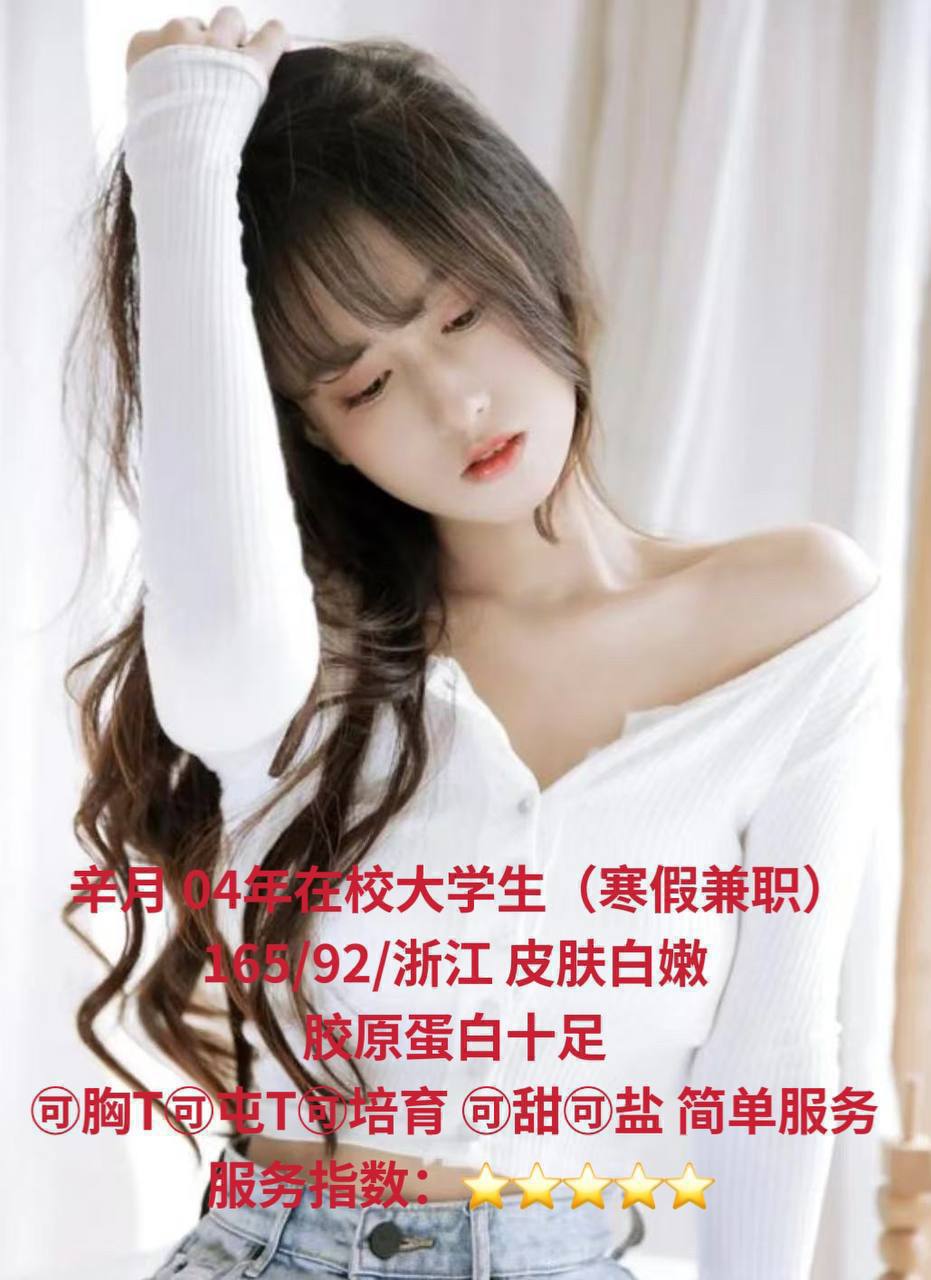 辛月 04年在校大学生（寒假兼职）
165/92/浙江 皮肤白嫩
胶原蛋白十足
🉑胸T🉑屯T🉑培育 🉑甜🉑盐 简单服务
服务指数：⭐⭐⭐⭐⭐